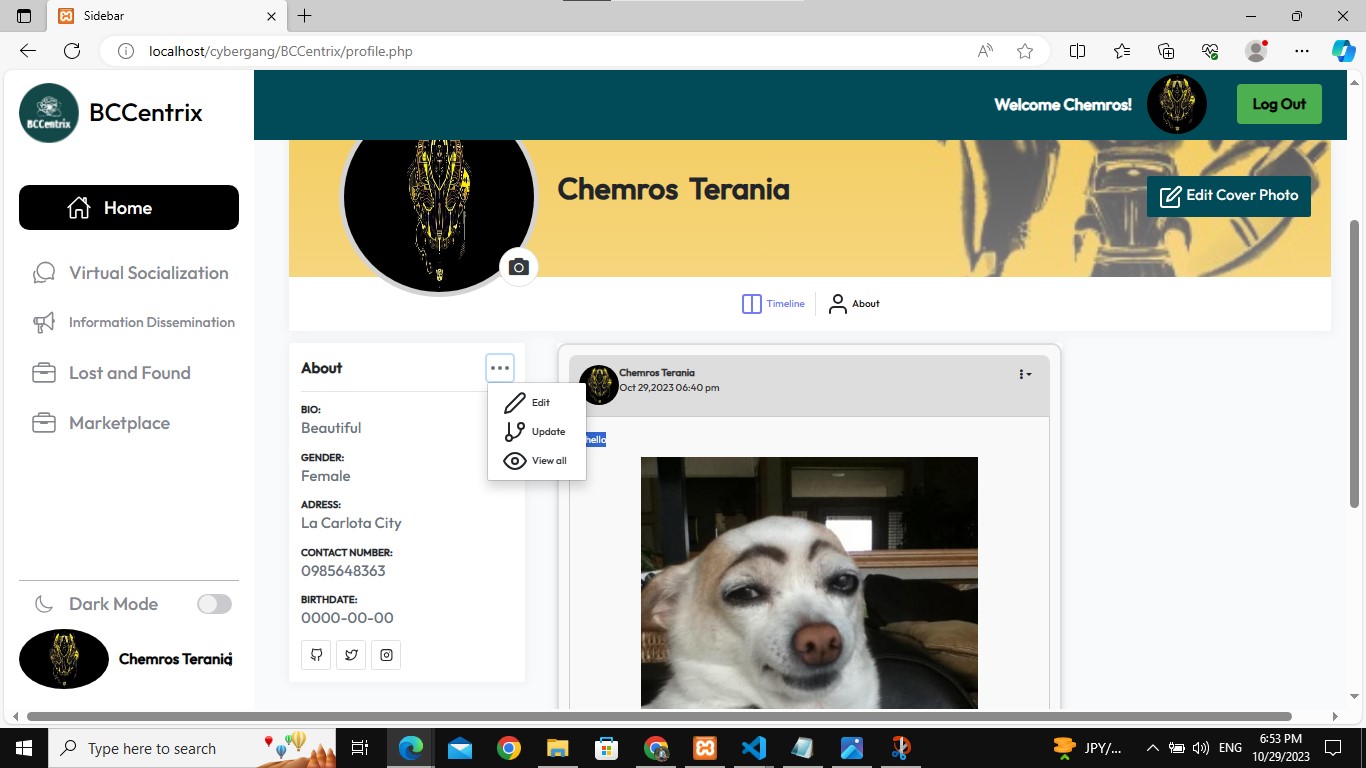 Sidebar
localhost/cybergang/BCCentrix/profile.php
BCCentrix
BCCentrix
Welcome Chemros!
Log Out
Home
Virtual Socialization
Information Dissemination
Lost and Found
Marketplace
Dark Mode
Chemros Terania
Chemros Terania
Edit Cover Photo
Timeline
About
About
Edit
Update
View all
BIO:
Beautiful
GENDER:
Female
ADRESS:
La Carlota City
CONTACT NUMBER:
0985648363
BIRTHDATE:
0000-00-00
Chemros Terania
Oct 29,2023 06:40 pm
hello
Type here to search
JPY/...
ENG
6:53 PM
10/29/2023